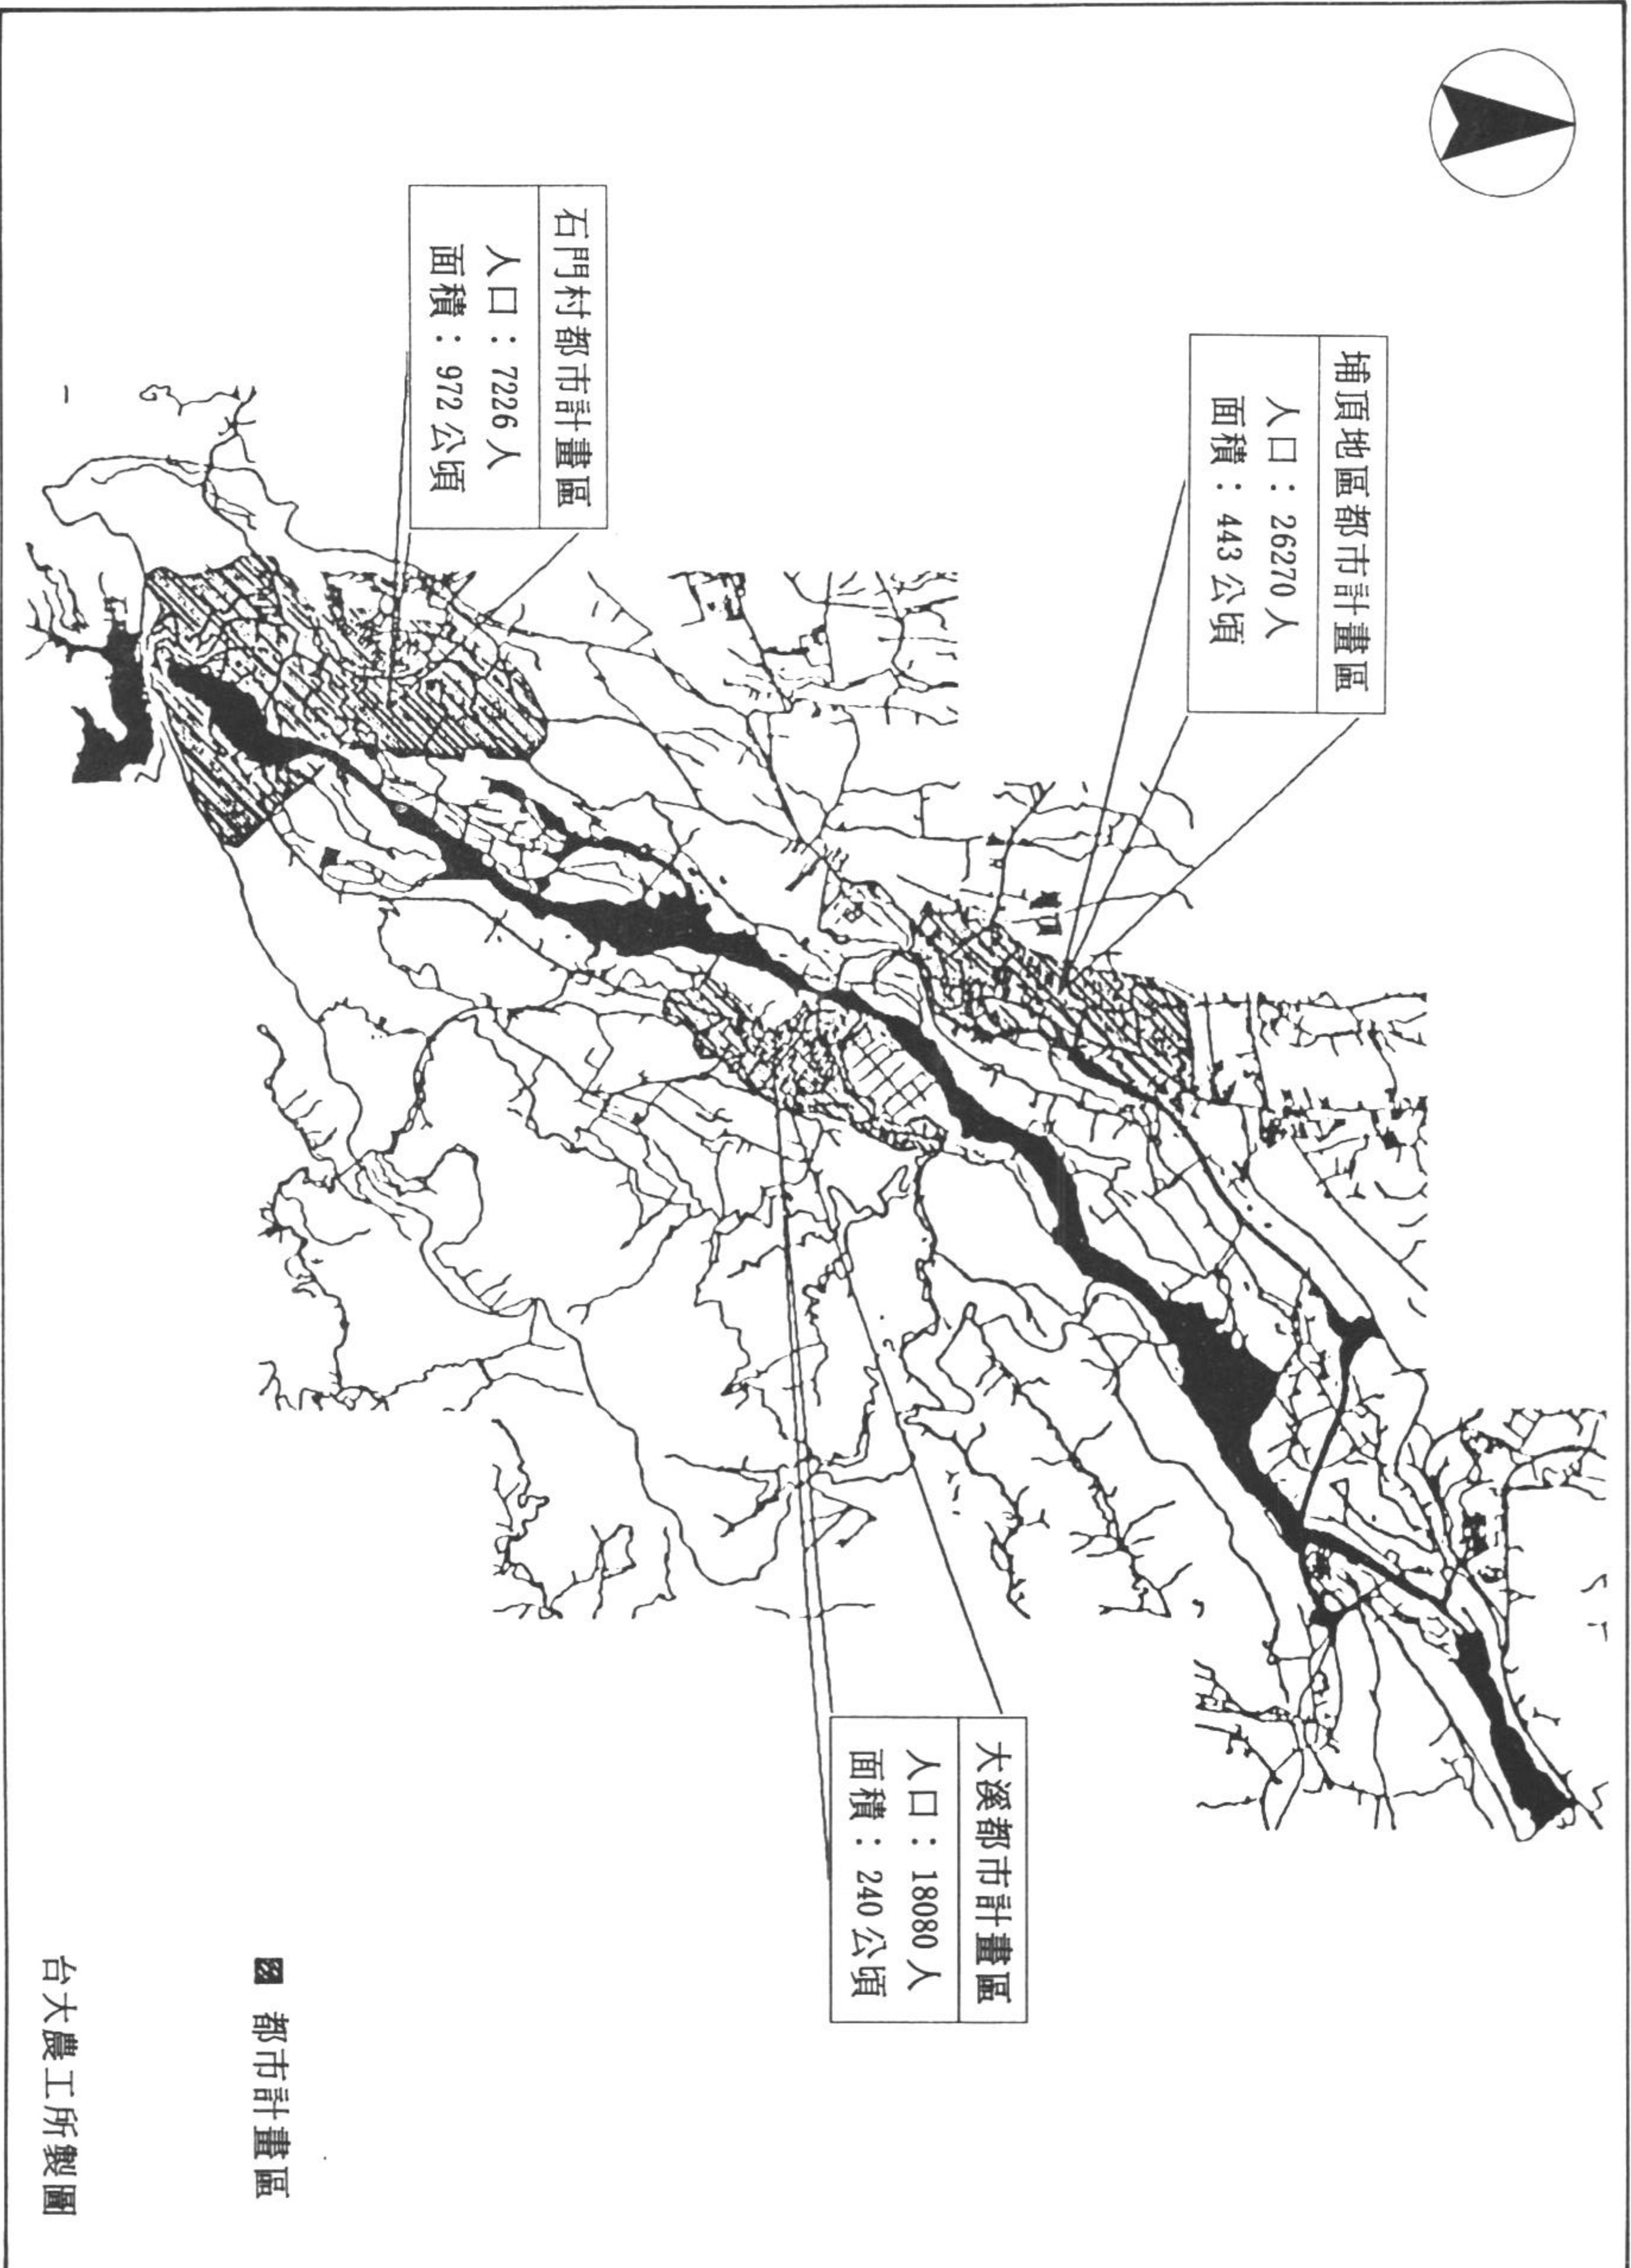 埔頂地區都市計畫區
人口：26270人
面積：443公頃
石門村都市計畫區
人口：7226人
面積：972公頃
大溪都市計畫區
人口：18080人
面積：240公頃
都市計畫區
台大農工所製圖